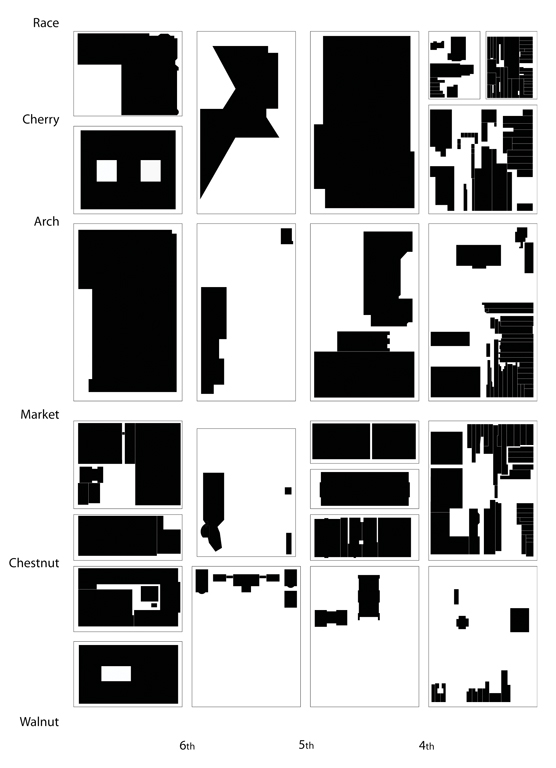 Race
Cherry
Arch
Market
Chestnut
Walnut
6th
5th
4th